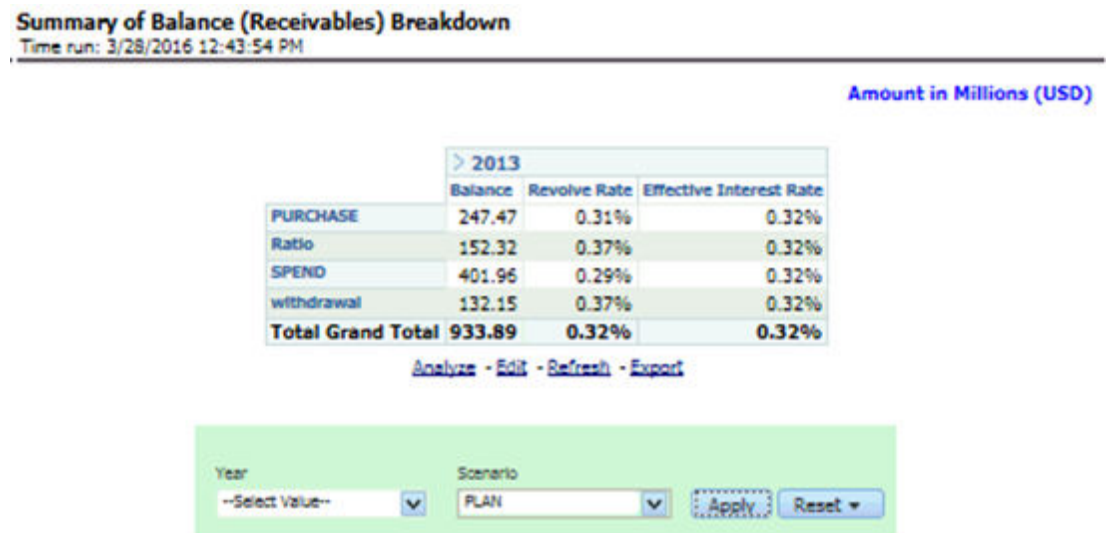 Summary of Balance (Receivables) Breakdown
Time run: 3/28/2016 12:43:54 PM
Amount in Millions (USD)
> 2013
Balance Revolve Rate Effective Interest Rate
PURCHASE 247.47 0.31% 0.32%
Ratio 152.32 0.37% 0.32%
SPEND 401.96 0.29% 0.32%
withdrawal 132.15 0.37% 0.32%
Total Grand Total 933.89 0.32% 0.32%
Analyze - Edit - Refresh - Export
Year Scenario
--Select Value-- PLAN Apply Reset